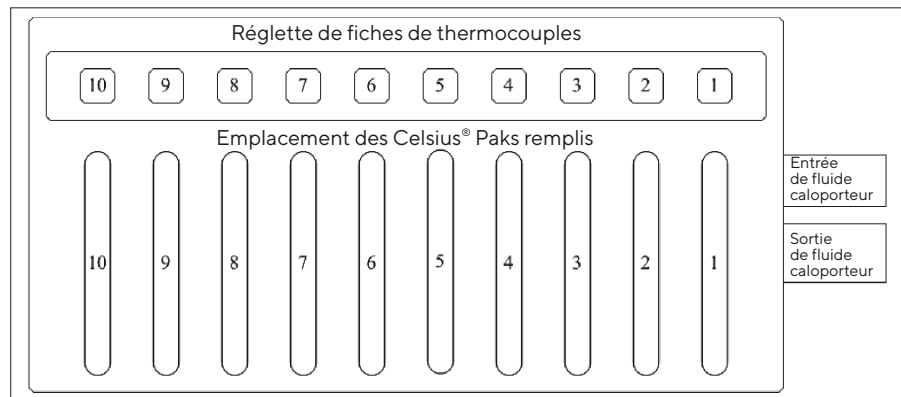 Réglette de fiches de thermocouples
10 9 8 7 6 5 4 3 2 1
Emplacement des Celsius® Paks remplis
10 9 8 7 6 5 4 3 2 1
Entrée
de fluide
caloporteur
Sortie
de fluide
caloporteur